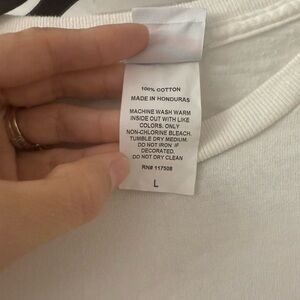 100% COTTON
MADE IN HONDURAS
MACHINE WASH WARM
INSIDE OUT WITH LIKE
COLORS. ONLY
NON-CHLORINE BLEACH.
TUMBLE DRY MEDIUM.
DO NOT IRON IF
DECORATED.
DO NOT DRY CLEAN
RN# 117508
L